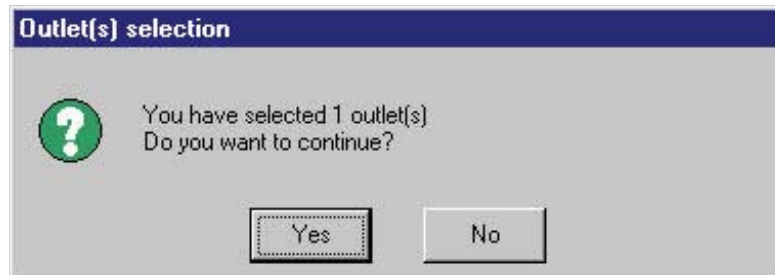 Outlet(s) selection
You have selected 1 outlet(s)
Do you want to continue?
Yes No